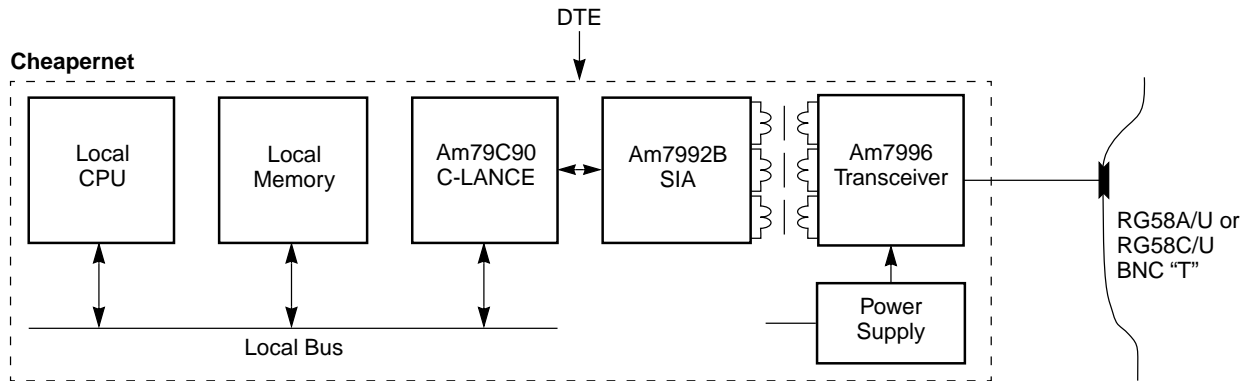 DTE
Cheapernet
Local
CPU
Local
Memory
Am79C90
C-LANCE
Am7992B
SIA
Am7996
Transceiver
RG58A/U or
RG58C/U
BNC “T”
Power
Supply
Local Bus